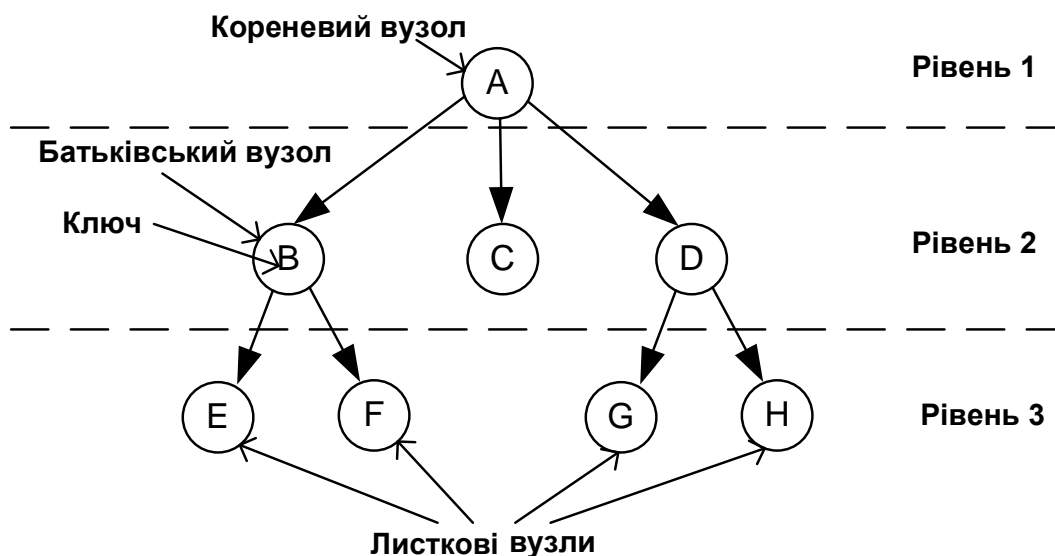 Кореневий вузол
A
Рівень 1
Батьківський вузол
Ключ
B
C
D
Рівень 2
E
F
G
H
Рівень 3
Листкові вузли